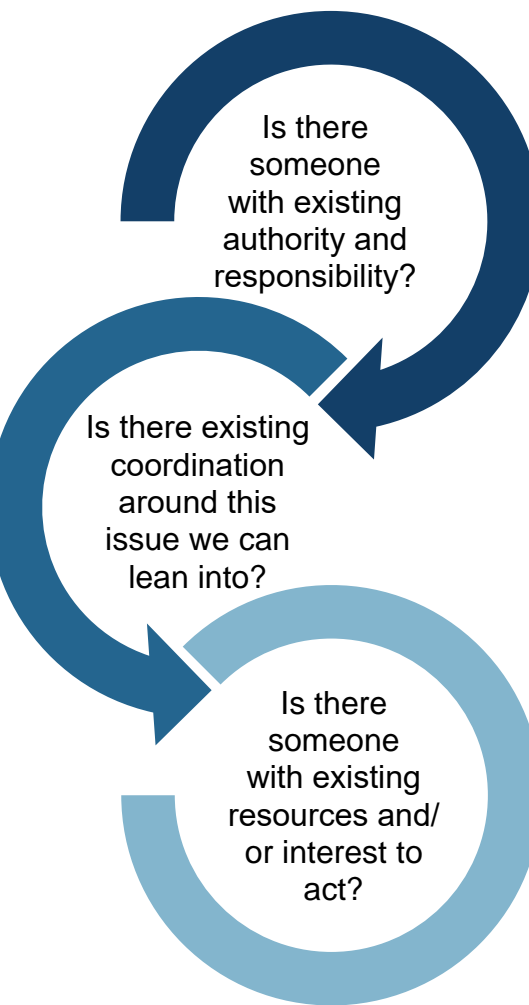 Is there
someone
with existing
authority and
responsibility?
Is there existing
coordination
around this
issue we can
lean into?
Is there
someone
with existing
resources and/
or interest to
act?